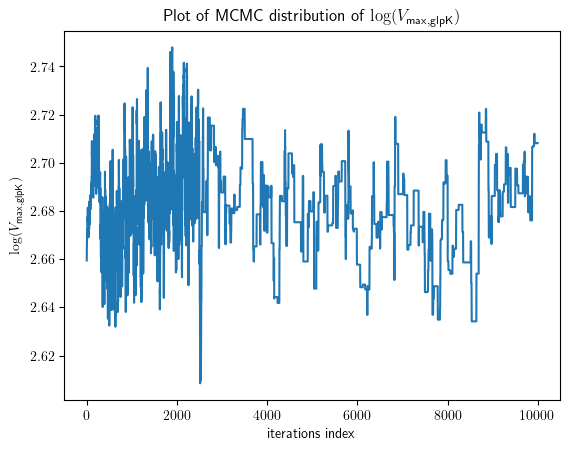 Plot of MCMC distribution of log(V_max,glpK)
2.74
2.72
2.70
2.68
2.66
2.64
2.62
log(V_max,glpK)
0 2000 4000 6000 8000 10000
iterations index